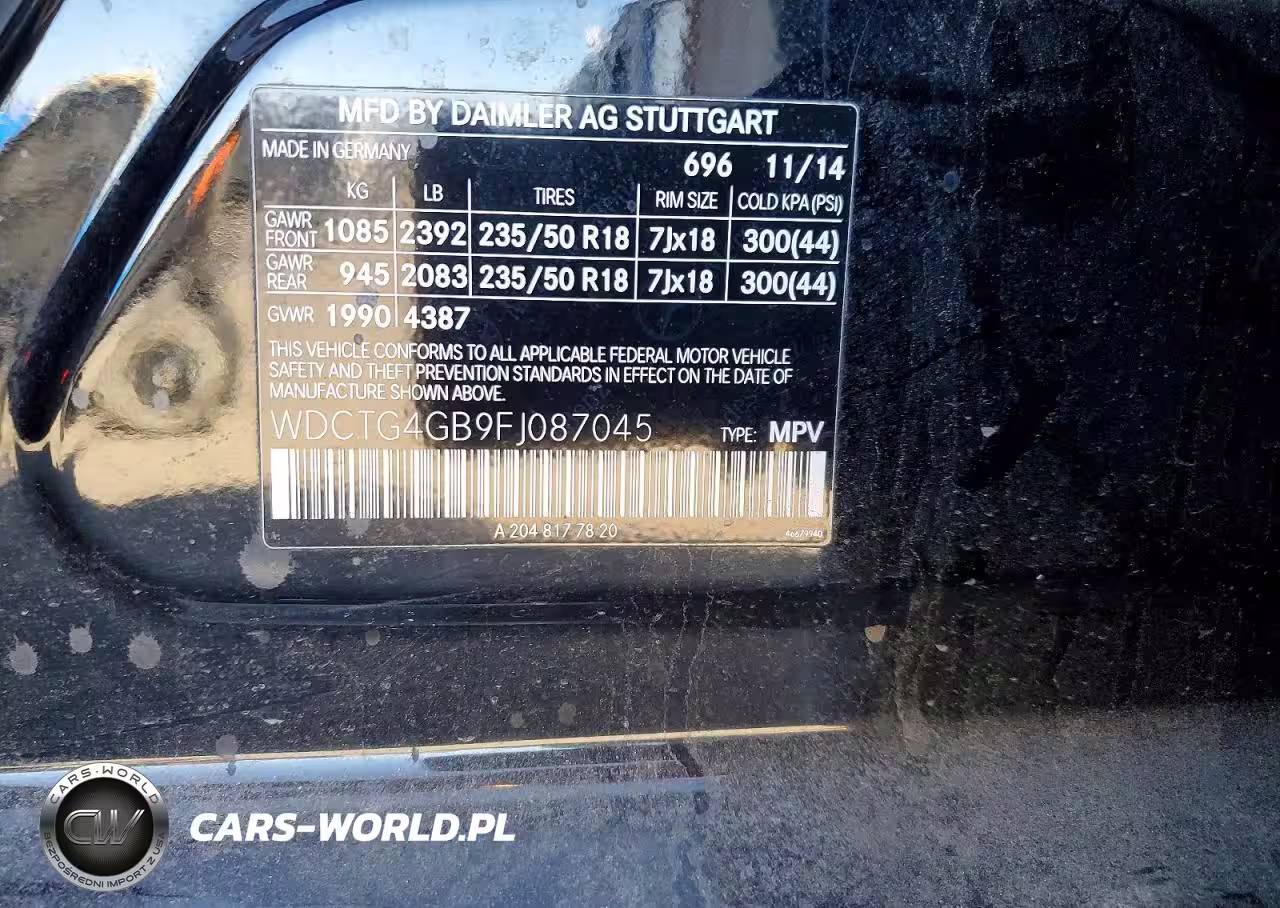 MFD BY DAIMLER AG STUTTGART
MADE IN GERMANY 696 11/14
KG LB TIRES RIM SIZE COLD KPA (PSI)
GAWR FRONT 1085 2392 235/50 R18 7Jx18 300(44)
GAWR REAR 945 2083 235/50 R18 7Jx18 300(44)
GVWR 1990 4387
THIS VEHICLE CONFORMS TO ALL APPLICABLE FEDERAL MOTOR VEHICLE
SAFETY AND THEFT PREVENTION STANDARDS IN EFFECT ON THE DATE OF
MANUFACTURE SHOWN ABOVE.
WDCTG4GB9FJ087045 TYPE: MPV
A 204 817 78 20
CARS-WORLD
CW
BEZPOŚREDNI IMPORT Z USA
CARS-WORLD.PL